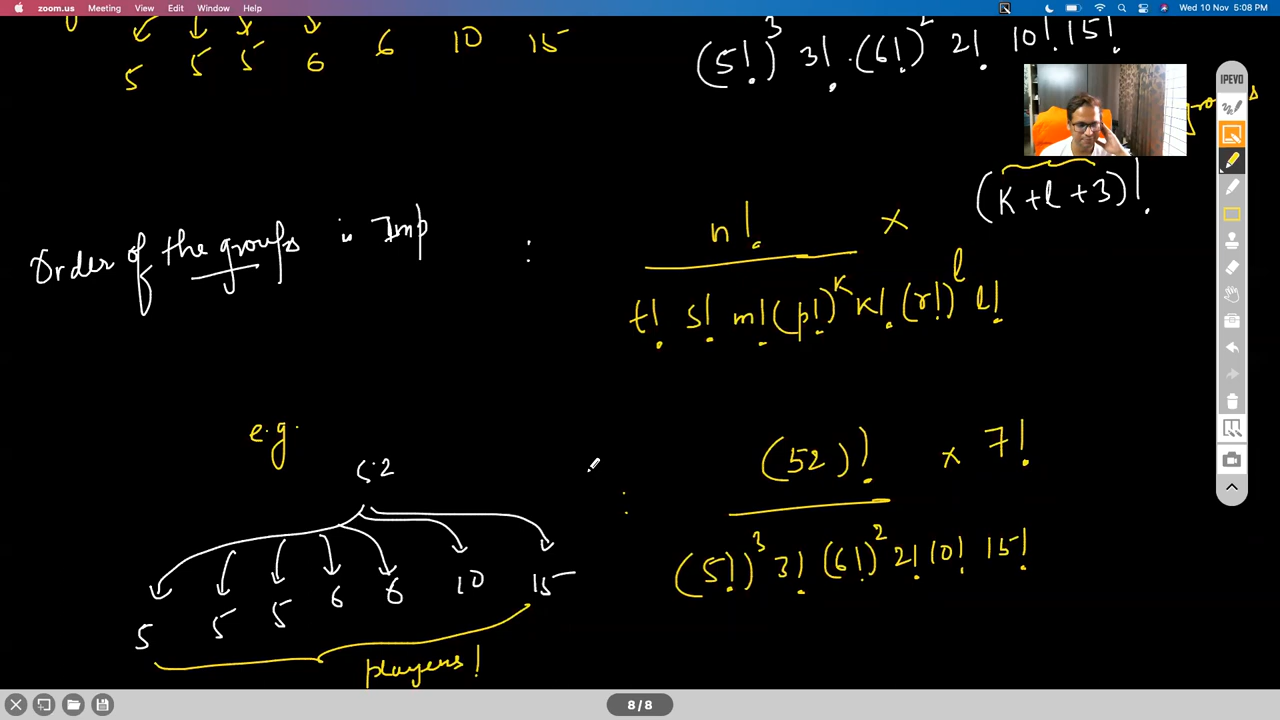 zoom.us Meeting View Edit Window Help Wed 10 Nov 5:08 PM
5 5 5 6 6 10 15
(5!)^3 3! · (6!)^2 2! 10! 15!
IPEVO
(K + l + 3)!
Order of the groups is Imp :
n! ×
t! s! m! (p!)^K K! (r!)^l l!
e.g.
52
: (52)! × 7!
(5!)^3 3! (6!)^2 2! 10! 15!
5 5 5 6 6 10 15
players!
8 / 8